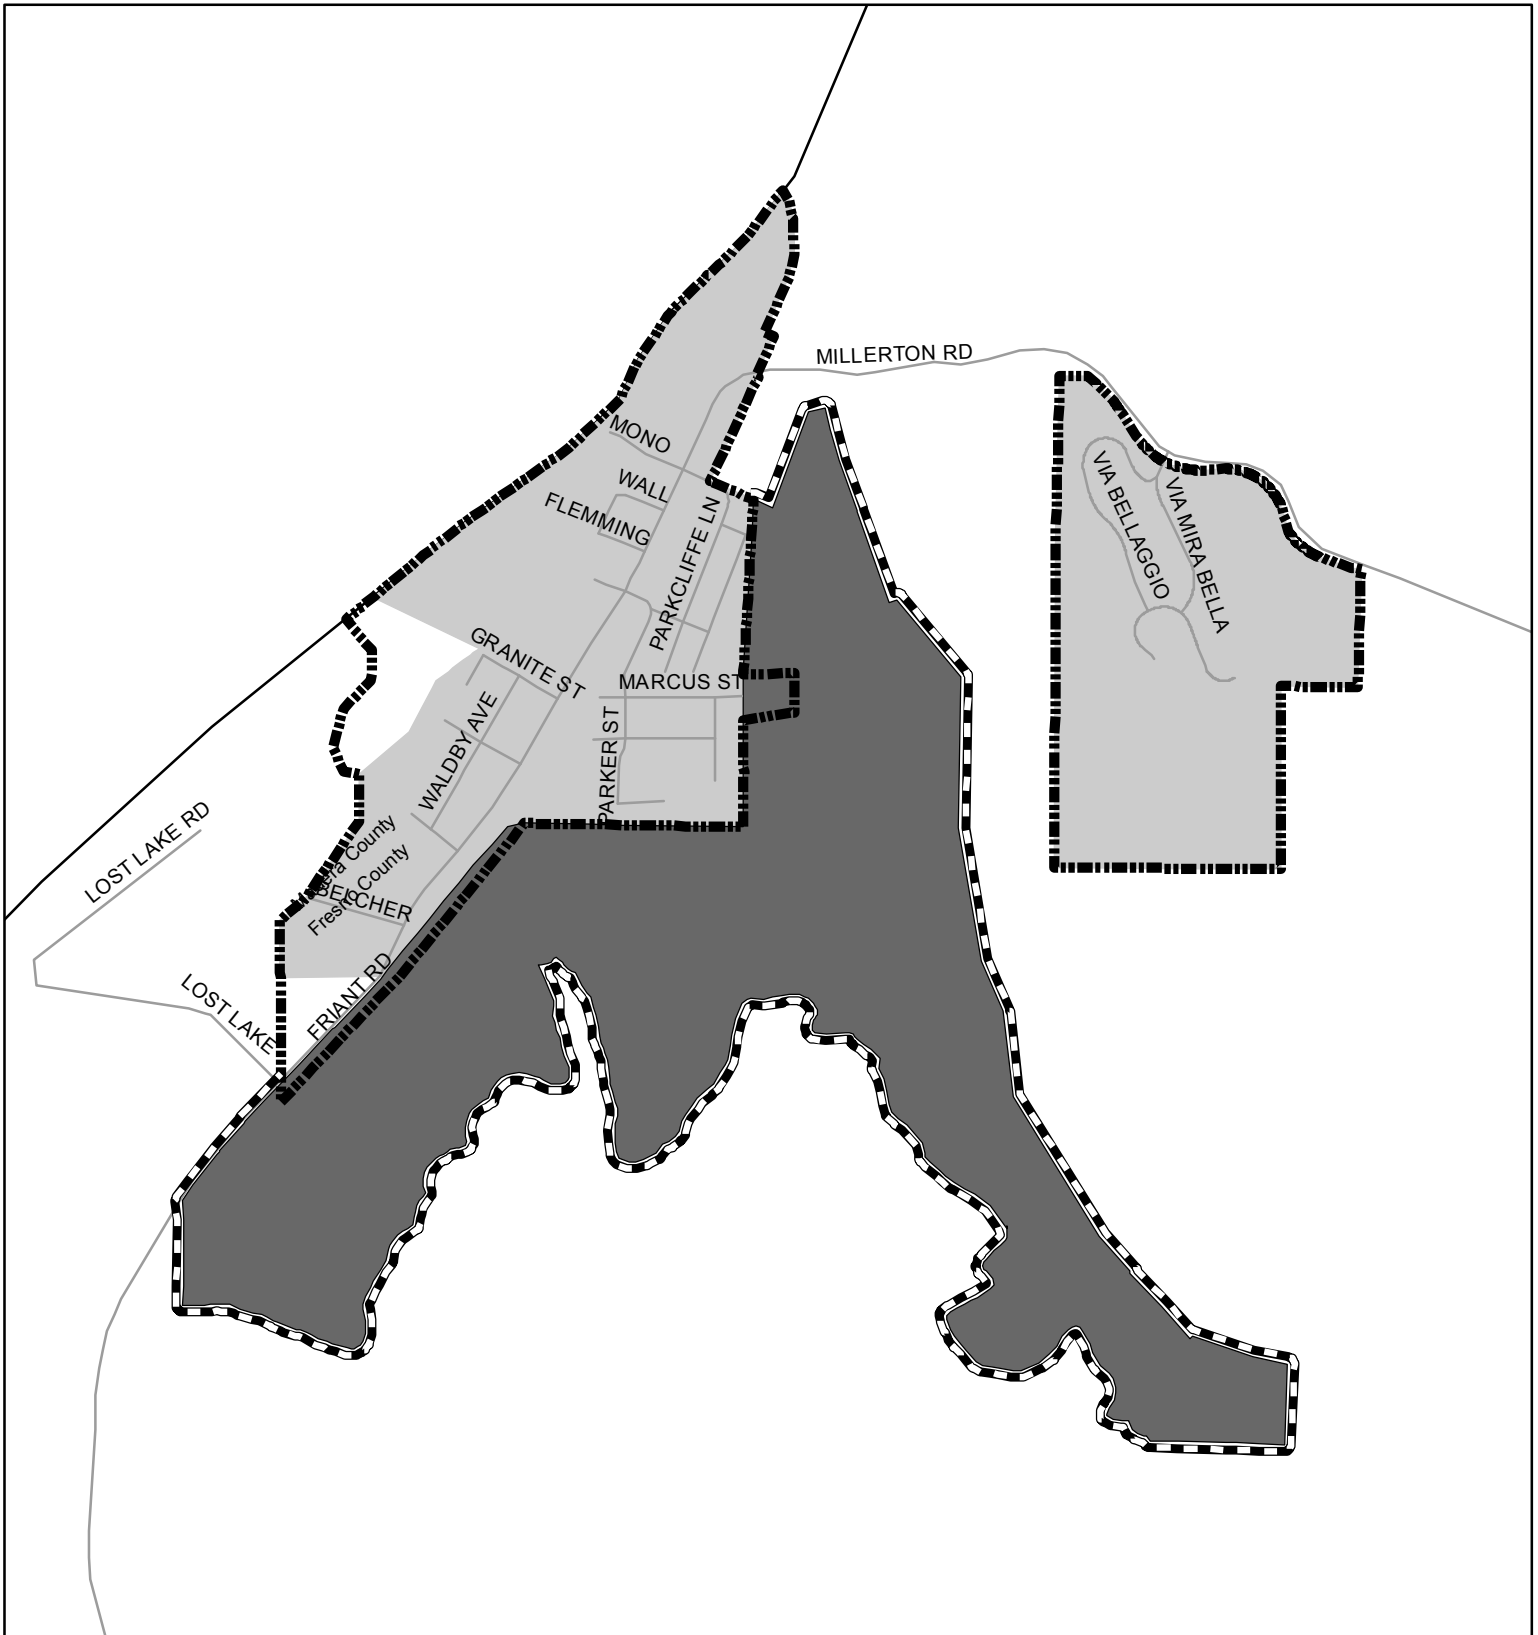 MILLERTON RD
MONO
WALL
FLEMMING
PARKCLIFFE LN
VIA BELLAGGIO
VIA MIRA BELLA
GRANITE ST
MARCUS ST
WALDBY AVE
PARKER ST
LOST LAKE RD
County
Fresno County
BELCHER
FRIANT RD
LOST LAKE